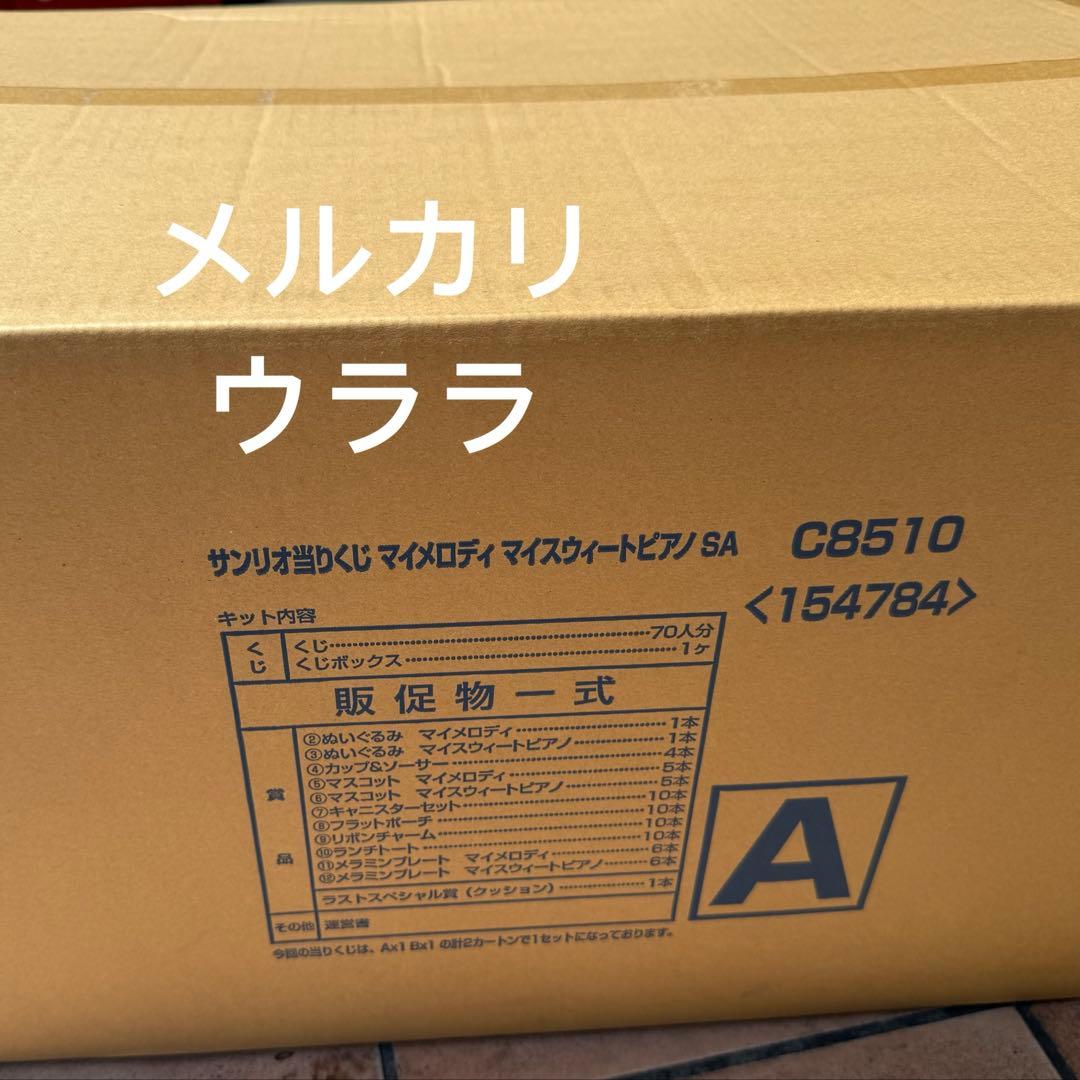 メルカリ
ウララ
サンリオ当りくじ マイメロディ マイスウィートピアノ SA C8510
<154784>
キット内容
くじ
くじ……70人分
くじボックス……1ヶ
販促物一式
賞品
②ぬいぐるみ マイメロディ……1本
③ぬいぐるみ マイスウィートピアノ……1本
④カップ&ソーサー……4本
⑤マスコット マイメロディ……5本
⑥マスコット マイスウィートピアノ……5本
⑦キャニスターセット……10本
⑧フラットポーチ……10本
⑨リボンチャーム……10本
⑩ランチトート……10本
⑪メラミンプレート マイメロディ……6本
⑫メラミンプレート マイスウィートピアノ……6本
ラストスペシャル賞（クッション）……1本
その他 運営書
今回の当りくじは、Ax1 Bx1 の計2カートンで1セットになっております。
A